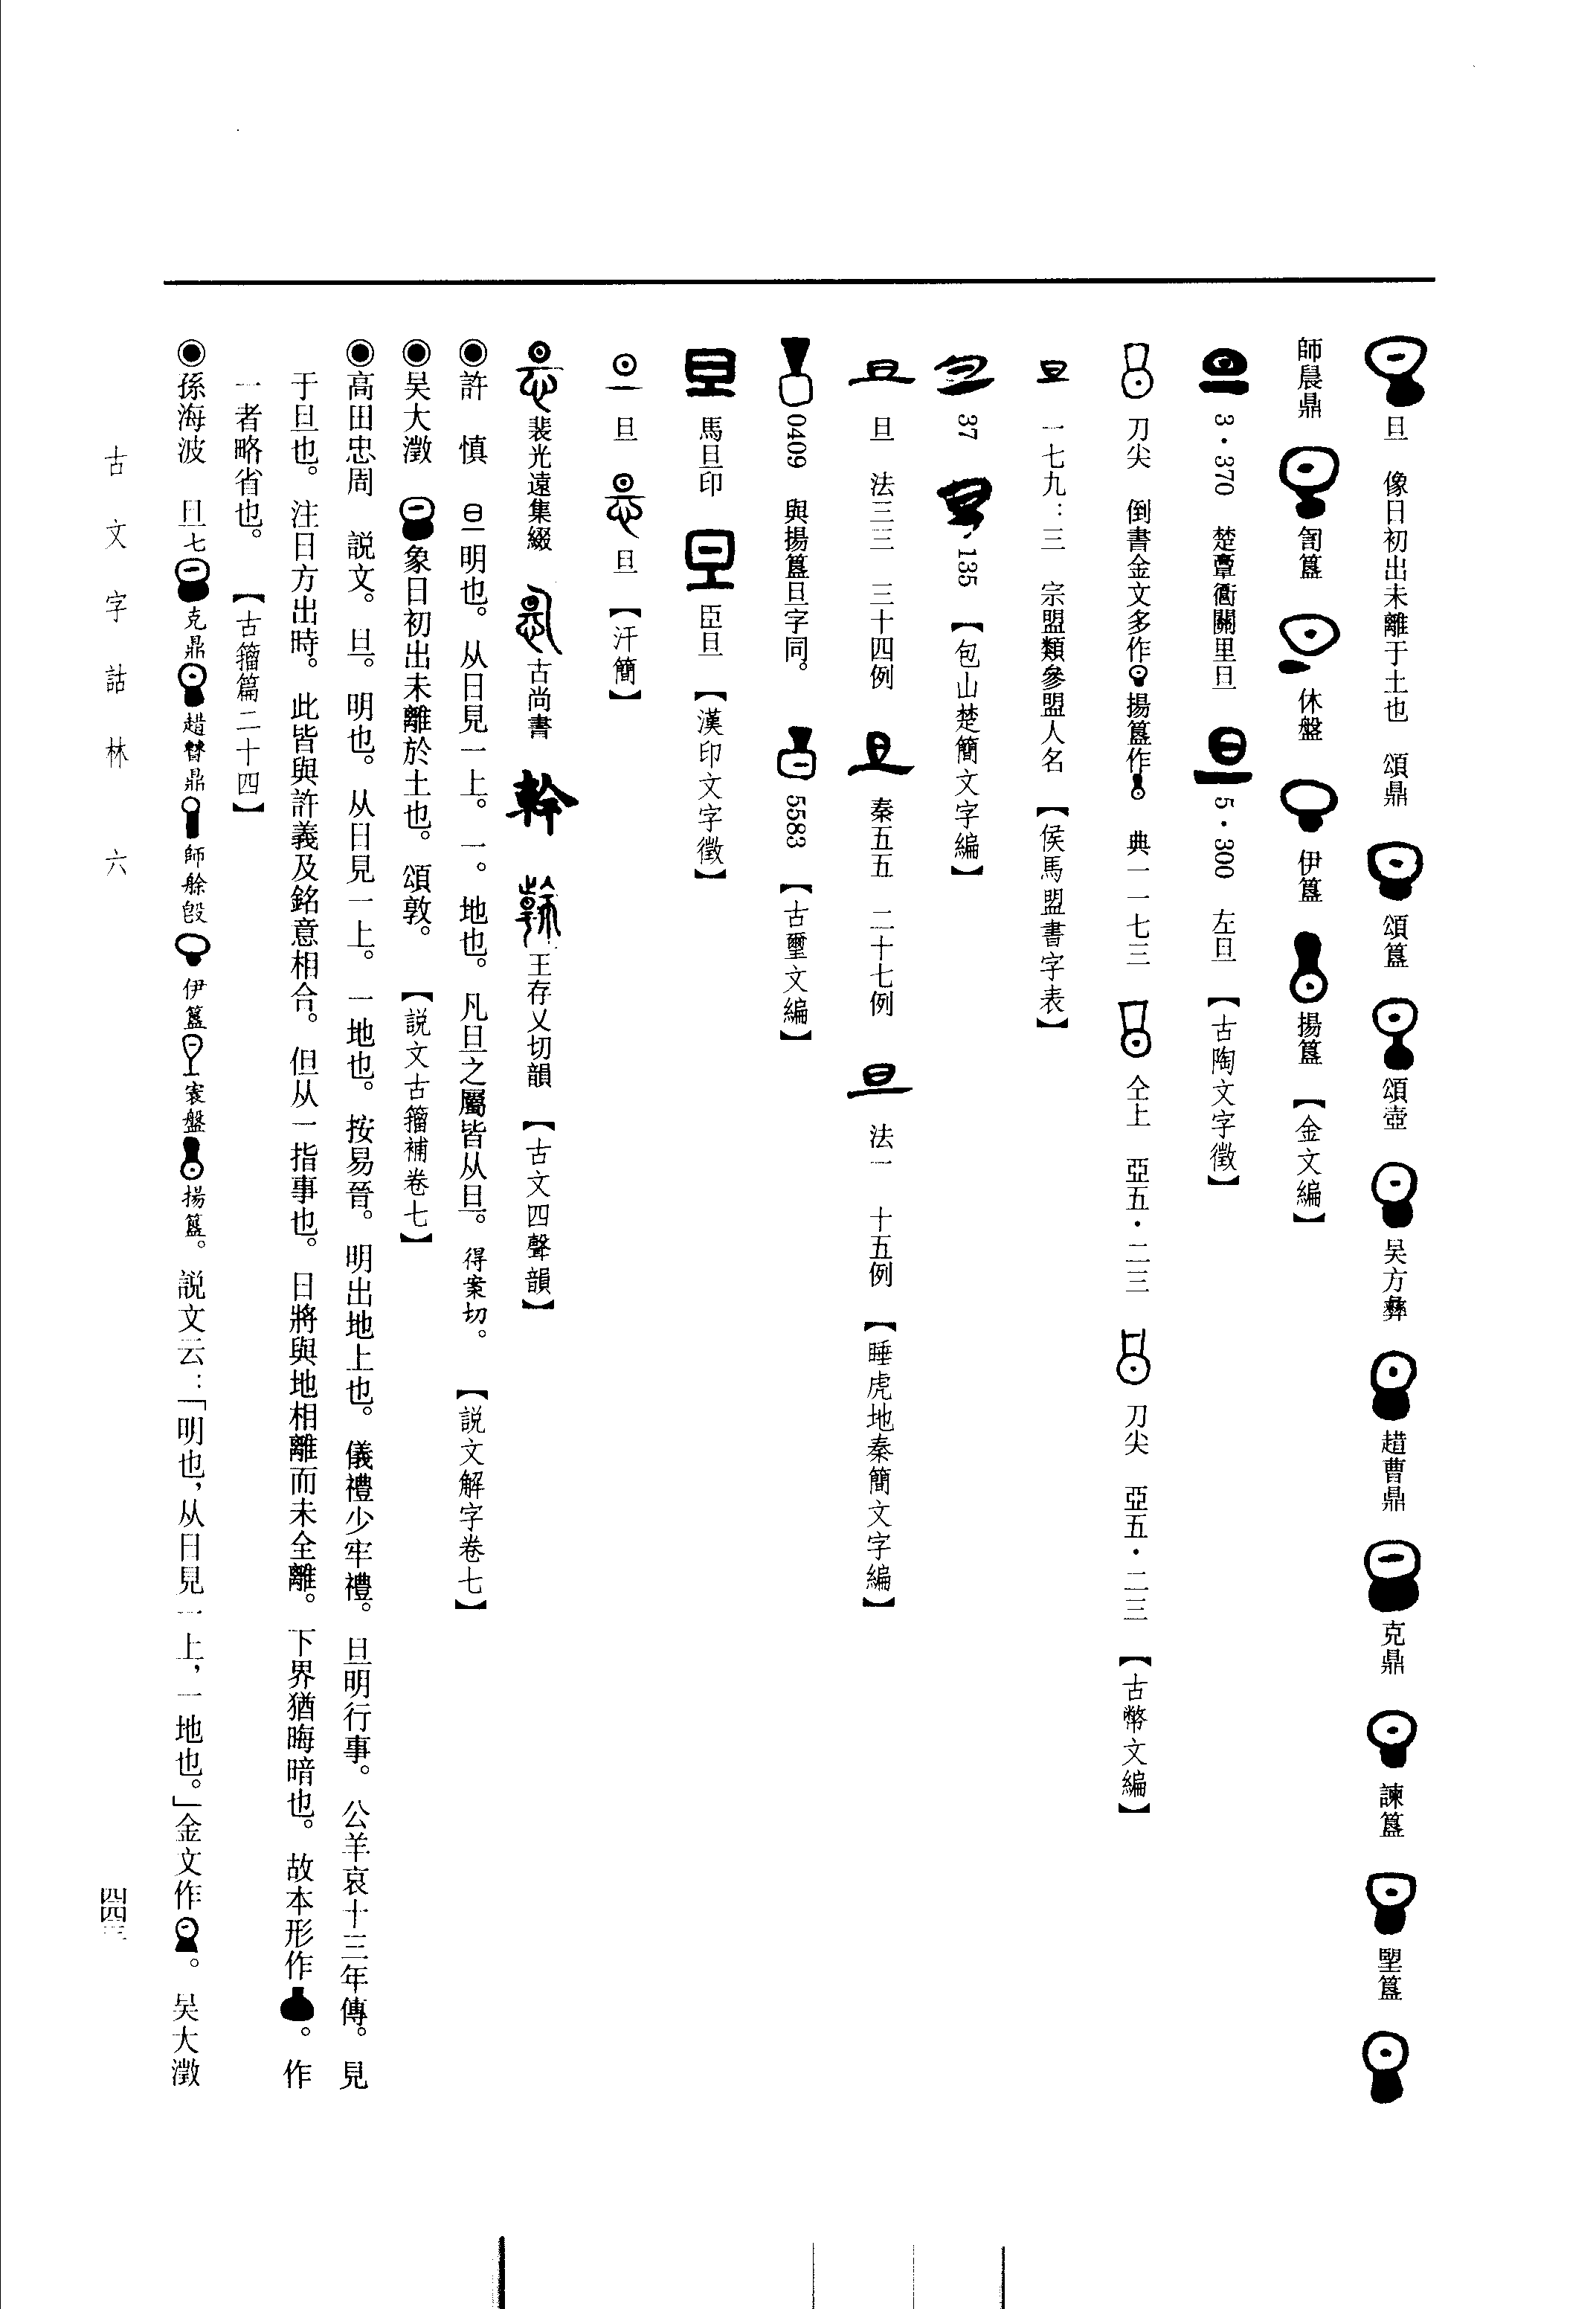 旦 像日初出未離于土也 頌鼎 頌簋 頌壺 吴方彝 趞曹鼎 克鼎 諫簋 朢簋
師晨鼎 休盤 伊簋 揚簋 【金文編】
3·370 楚䕒衟關里旦 5·300 左旦 【古陶文字徵】
刀尖 倒書金文多作 揚簋作 典一一七三 仝上 亞五·二三 刀尖 亞五·二三 【古幣文編】
一七九:三 宗盟類參盟人名 【侯馬盟書字表】
37 135 【包山楚簡文字編】
旦 法三三 三十四例 秦五五 二十七例 法一 十五例 【睡虎地秦簡文字編】
0409 與揚簋旦字同。 5583 【古璽文編】
馬旦印 臣旦 【漢印文字徵】
旦 旦 【汗簡】
裴光遠集綴 古尚書 王存乂切韻 【古文四聲韻】
◉許 慎 明也。从日見一上。一。地也。凡旦之屬皆从旦。得案切。 【説文解字卷七】
◉吴大澂 象日初出未離於土也。頌敦。 【説文古籀補卷七】
◉高田忠周 説文。旦。明也。从日見一上。一地也。按易晉。明出地上也。儀禮少牢禮。旦明行事。公羊哀十三年傳。見
于旦也。注日方出時。此皆與許義及銘意相合。但从一指事也。日將與地相離而未全離。下界猶晦暗也。故本形作 。作
一者略省也。 【古籀篇二十四】
◉孫海波 旦七 克鼎 師艅𣪘 伊簋 寰盤 揚簋。説文云:「明也,从日見一上,一地也。」金文作 。吴大澂
古文字詁林 六
四四三